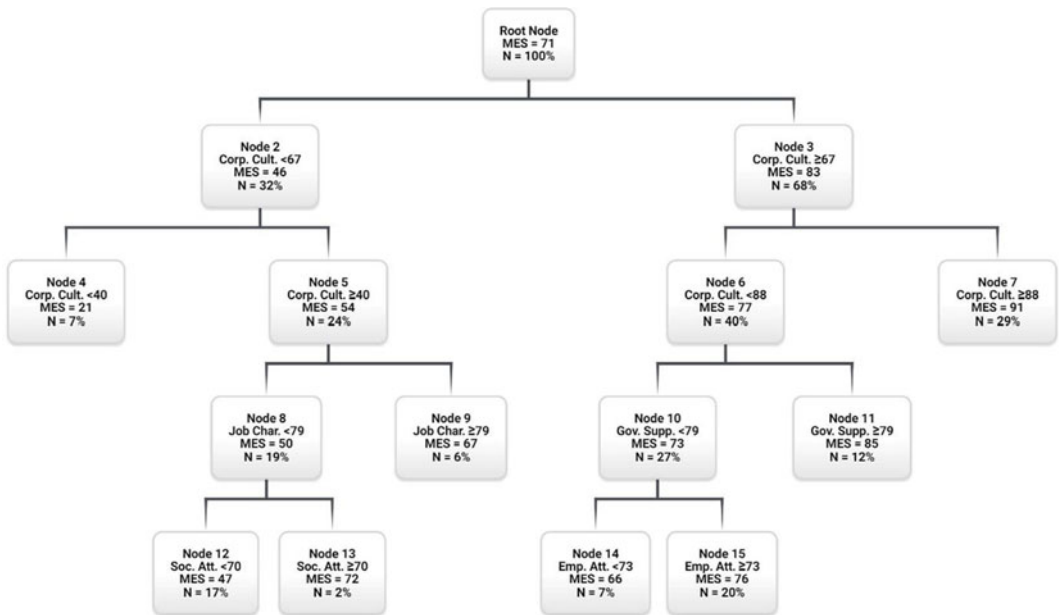 Root Node
MES = 71
N = 100%
Node 2
Corp. Cult. <67
MES = 46
N = 32%
Node 3
Corp. Cult. ≥67
MES = 83
N = 68%
Node 4
Corp. Cult. <40
MES = 21
N = 7%
Node 5
Corp. Cult. ≥40
MES = 54
N = 24%
Node 6
Corp. Cult. <88
MES = 77
N = 40%
Node 7
Corp. Cult. ≥88
MES = 91
N = 29%
Node 8
Job Char. <79
MES = 50
N = 19%
Node 9
Job Char. ≥79
MES = 67
N = 6%
Node 10
Gov. Supp. <79
MES = 73
N = 27%
Node 11
Gov. Supp. ≥79
MES = 85
N = 12%
Node 12
Soc. Att. <70
MES = 47
N = 17%
Node 13
Soc. Att. ≥70
MES = 72
N = 2%
Node 14
Emp. Att. <73
MES = 66
N = 7%
Node 15
Emp. Att. ≥73
MES = 76
N = 20%